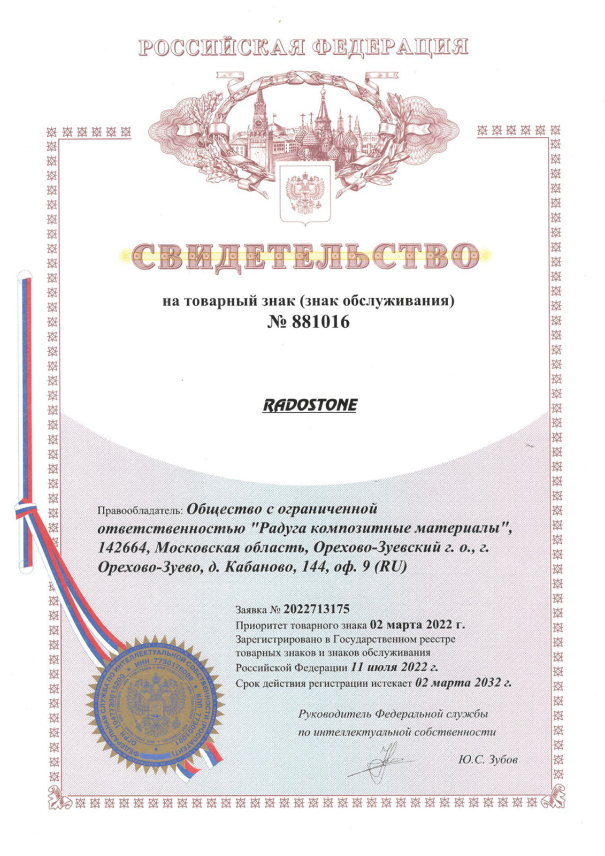 РОССИЙСКАЯ ФЕДЕРАЦИЯ
СВИДЕТЕЛЬСТВО
на товарный знак (знак обслуживания)
№ 881016
RADOSTONE
Правообладатель: Общество с ограниченной
ответственностью "Радуга композитные материалы",
142664, Московская область, Орехово-Зуевский г. о., г.
Орехово-Зуево, д. Кабаново, 144, оф. 9 (RU)
Заявка № 2022713175
Приоритет товарного знака 02 марта 2022 г.
Зарегистрировано в Государственном реестре
товарных знаков и знаков обслуживания
Российской Федерации 11 июля 2022 г.
Срок действия регистрации истекает 02 марта 2032 г.
Руководитель Федеральной службы
по интеллектуальной собственности
Ю.С. Зубов